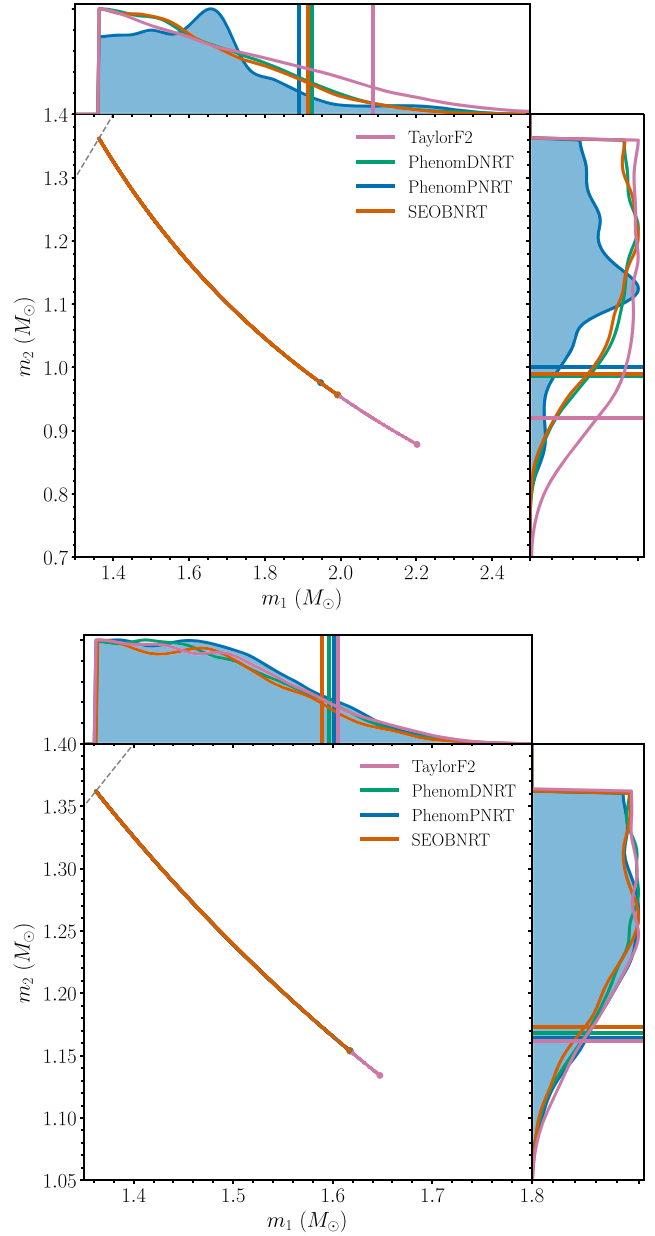 1.4
1.3
1.2
1.1
1.0
0.9
0.8
0.7
m₂ (M⊙)
TaylorF2
PhenomDNRT
PhenomPNRT
SEOBNRT
1.4 1.6 1.8 2.0 2.2 2.4
m₁ (M⊙)
1.40
1.35
1.30
1.25
1.20
1.15
1.10
1.05
m₂ (M⊙)
TaylorF2
PhenomDNRT
PhenomPNRT
SEOBNRT
1.4 1.5 1.6 1.7 1.8
m₁ (M⊙)